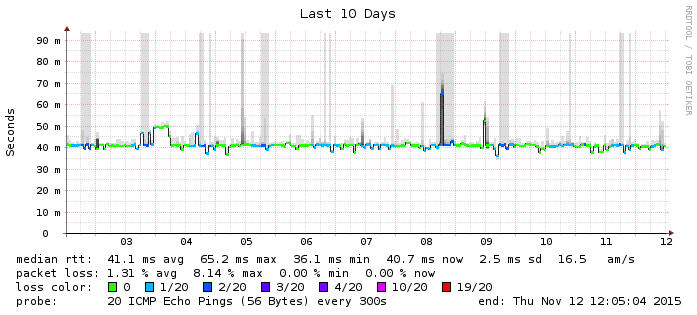 Last 10 Days
RRDTOOL / TOBI OETIKER
Seconds
90 m
80 m
70 m
60 m
50 m
40 m
30 m
20 m
10 m
0
03 04 05 06 07 08 09 10 11 12
median rtt: 41.1 ms avg 65.2 ms max 36.1 ms min 40.7 ms now 2.5 ms sd 16.5 am/s
packet loss: 1.31 % avg 8.14 % max 0.00 % min 0.00 % now
loss color: 0 1/20 2/20 3/20 4/20 10/20 19/20
probe: 20 ICMP Echo Pings (56 Bytes) every 300s end: Thu Nov 12 12:05:04 2015